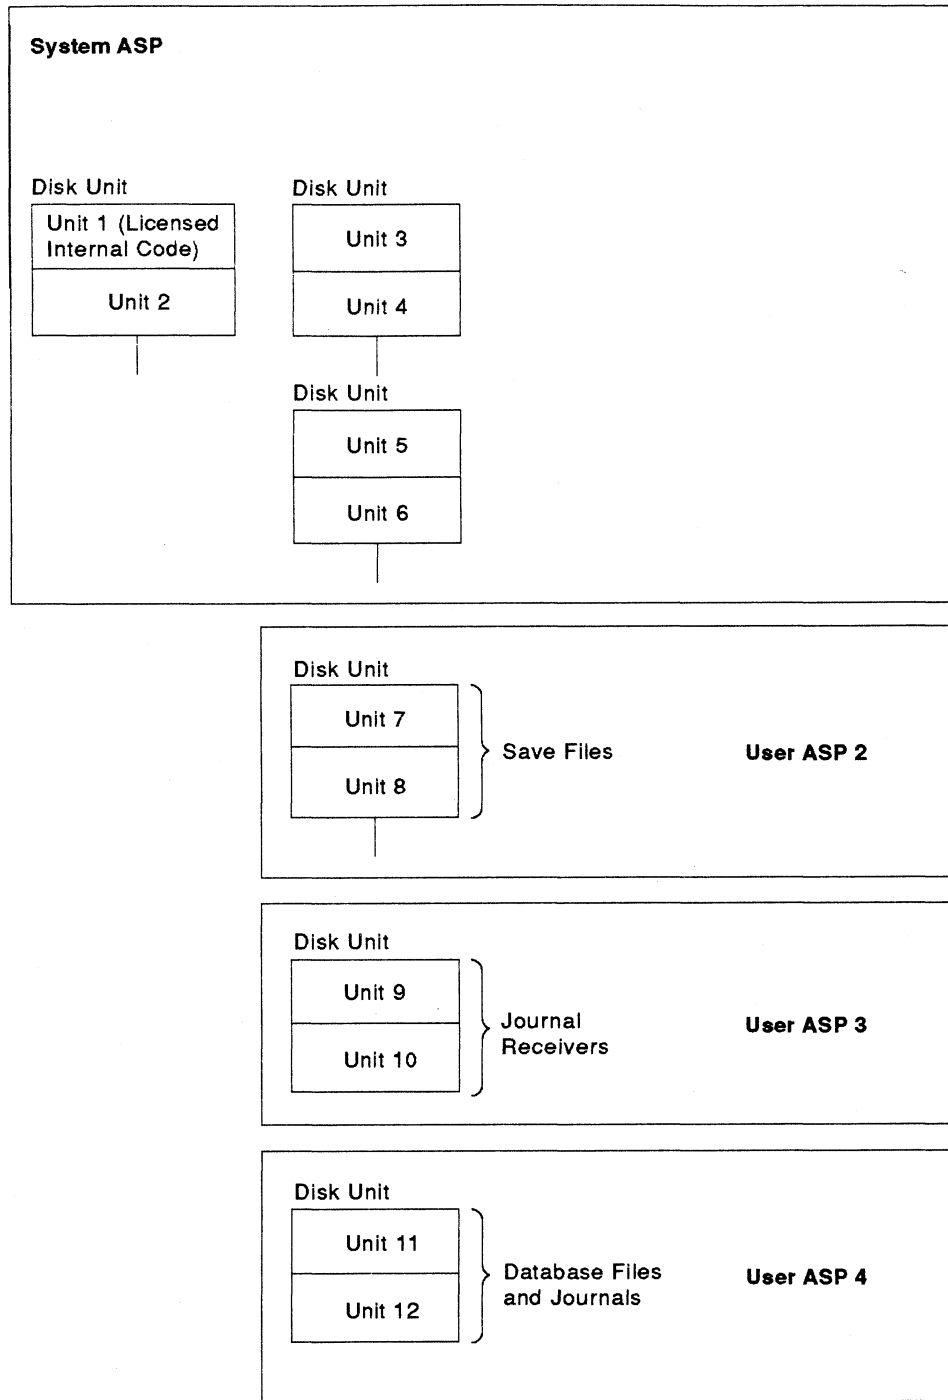 System ASP
Disk Unit
Unit 1 (Licensed
Internal Code)
Unit 2
Disk Unit
Unit 3
Unit 4
Disk Unit
Unit 5
Unit 6
Disk Unit
Unit 7
Unit 8
Save Files
User ASP 2
Disk Unit
Unit 9
Unit 10
Journal
Receivers
User ASP 3
Disk Unit
Unit 11
Unit 12
Database Files
and Journals
User ASP 4